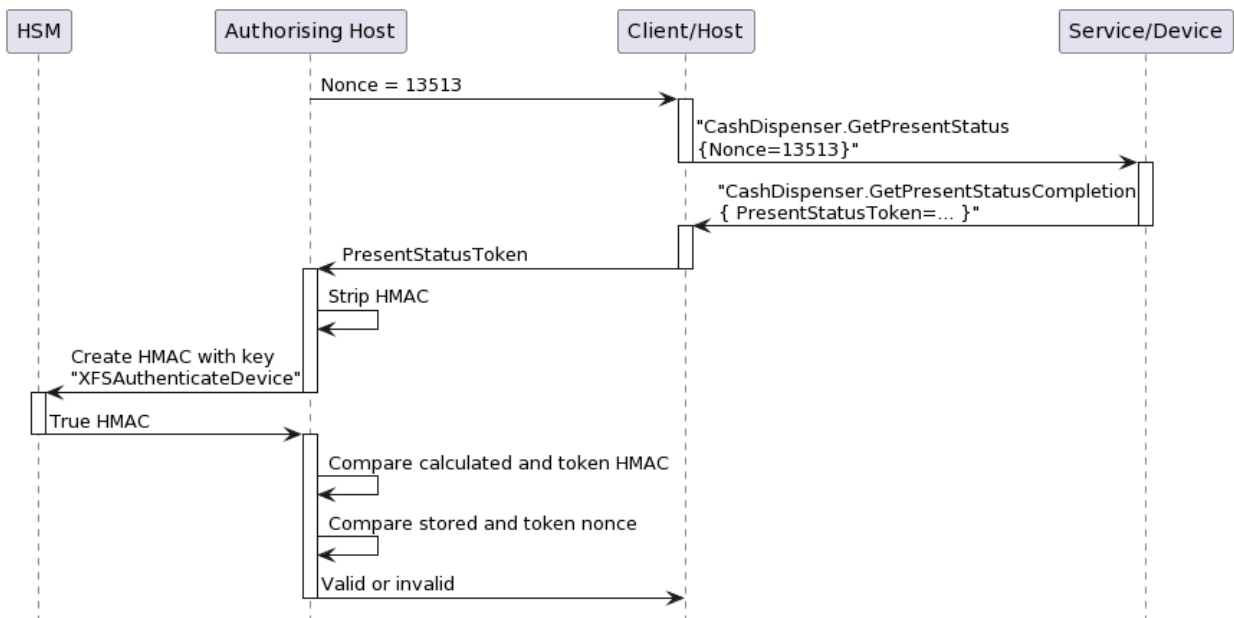 HSM
Authorising Host
Client/Host
Service/Device
Nonce = 13513
"CashDispenser.GetPresentStatus
{Nonce=13513}"
"CashDispenser.GetPresentStatusCompletion
{ PresentStatusToken=... }"
PresentStatusToken
Strip HMAC
Create HMAC with key
"XFSAuthenticateDevice"
True HMAC
Compare calculated and token HMAC
Compare stored and token nonce
Valid or invalid